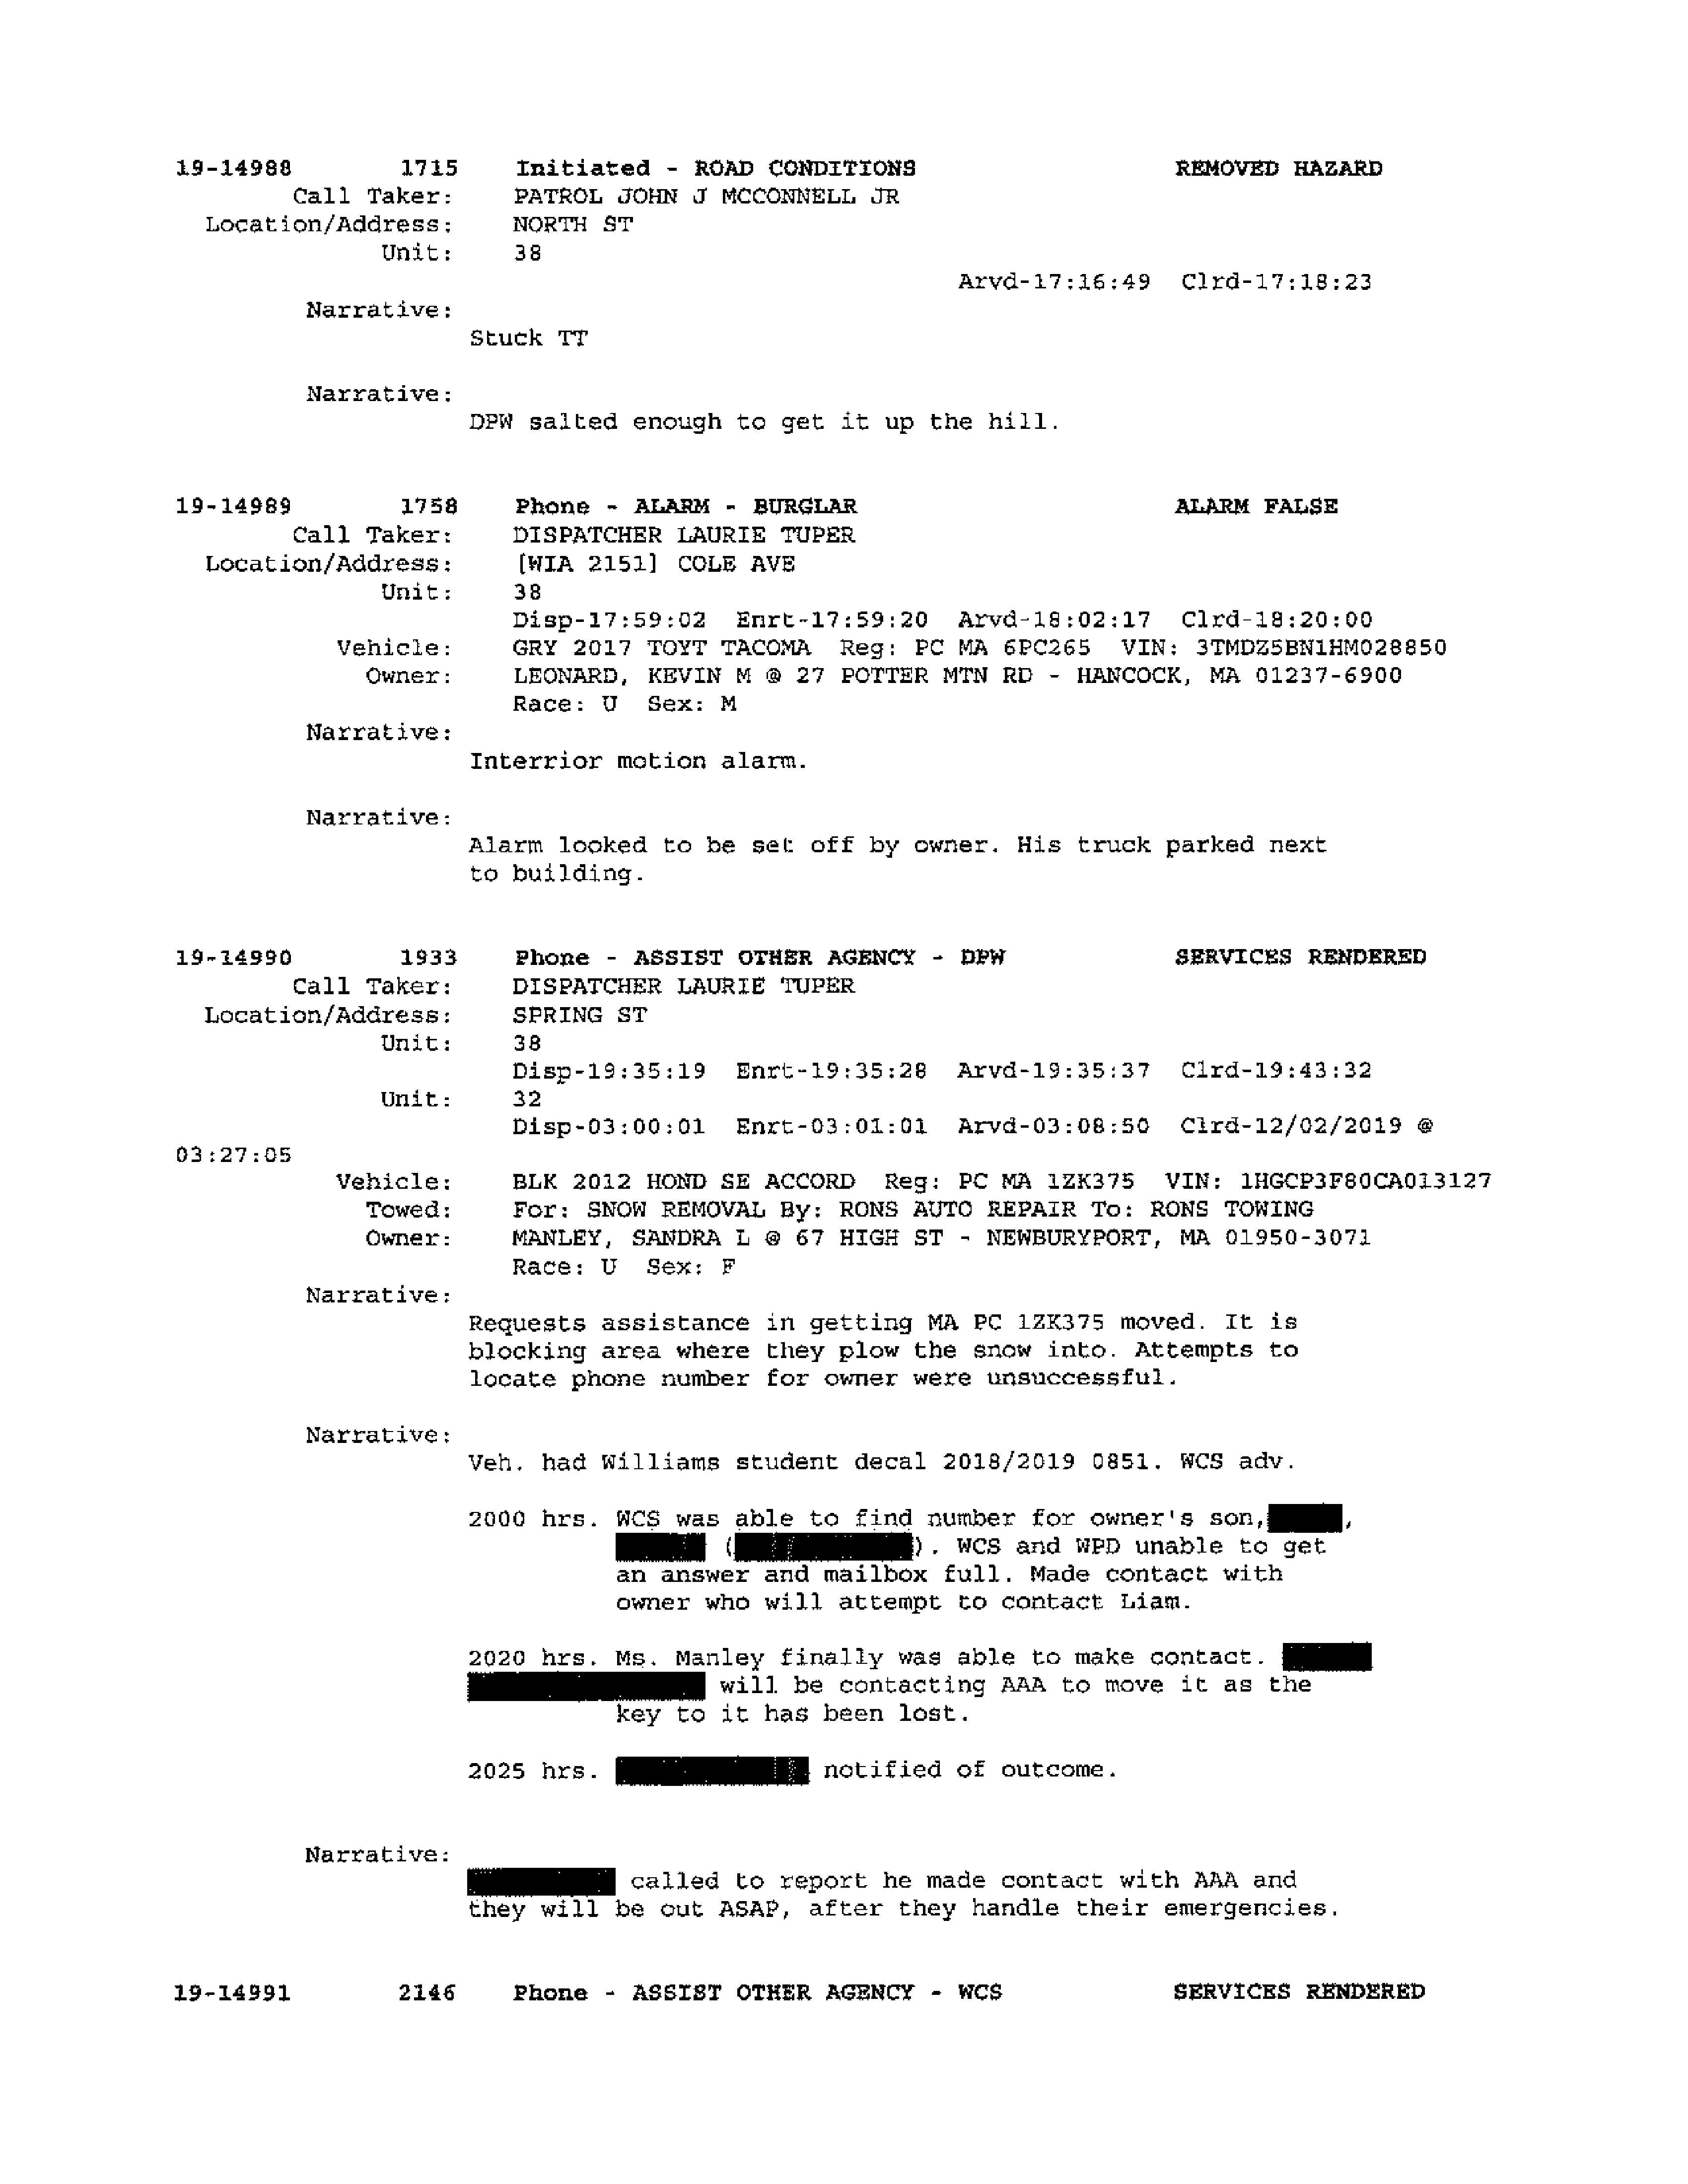 19-14988 1715 Initiated - ROAD CONDITIONS REMOVED HAZARD
Call Taker: PATROL JOHN J MCCONNELL JR
Location/Address: NORTH ST
Unit: 38
Arvd-17:16:49 Clrd-17:18:23
Narrative:
Stuck TT
Narrative:
DPW salted enough to get it up the hill.
19-14989 1758 Phone - ALARM - BURGLAR ALARM FALSE
Call Taker: DISPATCHER LAURIE TUPER
Location/Address: [WIA 2151] COLE AVE
Unit: 38
Disp-17:59:02 Enrt-17:59:20 Arvd-18:02:17 Clrd-18:20:00
Vehicle: GRY 2017 TOYT TACOMA Reg: PC MA 6PC265 VIN: 3TMDZ5BN1HM028850
Owner: LEONARD, KEVIN M @ 27 POTTER MTN RD - HANCOCK, MA 01237-6900
Race: U Sex: M
Narrative:
Interrior motion alarm.
Narrative:
Alarm looked to be set off by owner. His truck parked next
to building.
19-14990 1933 Phone - ASSIST OTHER AGENCY - DPW SERVICES RENDERED
Call Taker: DISPATCHER LAURIE TUPER
Location/Address: SPRING ST
Unit: 38
Disp-19:35:19 Enrt-19:35:28 Arvd-19:35:37 Clrd-19:43:32
Unit: 32
Disp-03:00:01 Enrt-03:01:01 Arvd-03:08:50 Clrd-12/02/2019 @
03:27:05
Vehicle: BLK 2012 HOND SE ACCORD Reg: PC MA 1ZK375 VIN: 1HGCP3F80CA013127
Towed: For: SNOW REMOVAL By: RONS AUTO REPAIR To: RONS TOWING
Owner: MANLEY, SANDRA L @ 67 HIGH ST - NEWBURYPORT, MA 01950-3071
Race: U Sex: F
Narrative:
Requests assistance in getting MA PC 1ZK375 moved. It is
blocking area where they plow the snow into. Attempts to
locate phone number for owner were unsuccessful.
Narrative:
Veh. had Williams student decal 2018/2019 0851. WCS adv.
2000 hrs. WCS was able to find number for owner's son, ,
( ). WCS and WPD unable to get
an answer and mailbox full. Made contact with
owner who will attempt to contact Liam.
2020 hrs. Ms. Manley finally was able to make contact.
will be contacting AAA to move it as the
key to it has been lost.
2025 hrs. notified of outcome.
Narrative:
called to report he made contact with AAA and
they will be out ASAP, after they handle their emergencies.
19-14991 2146 Phone - ASSIST OTHER AGENCY - WCS SERVICES RENDERED